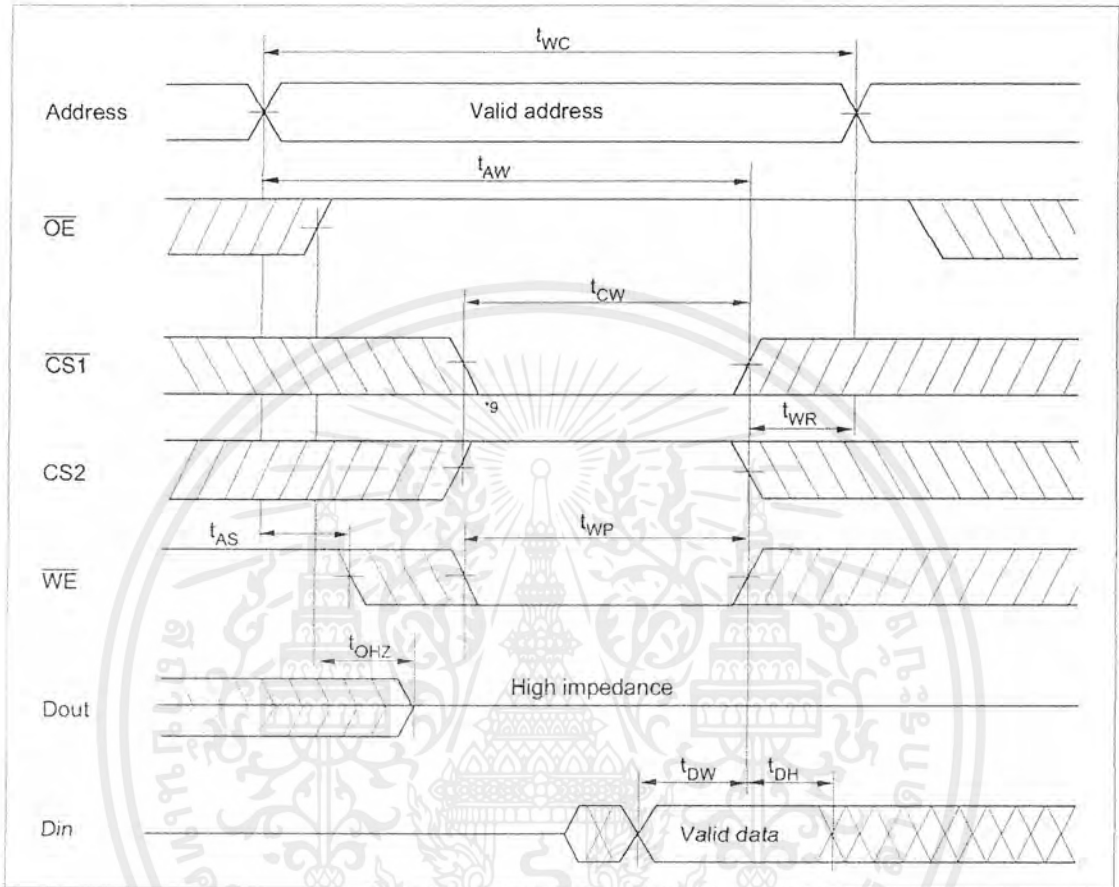 tWC
Address
Valid address
tAW
OE
tCW
CS1
*9
tWR
CS2
tAS
tWP
WE
tOHZ
Dout
High impedance
tDW
tDH
Din
Valid data